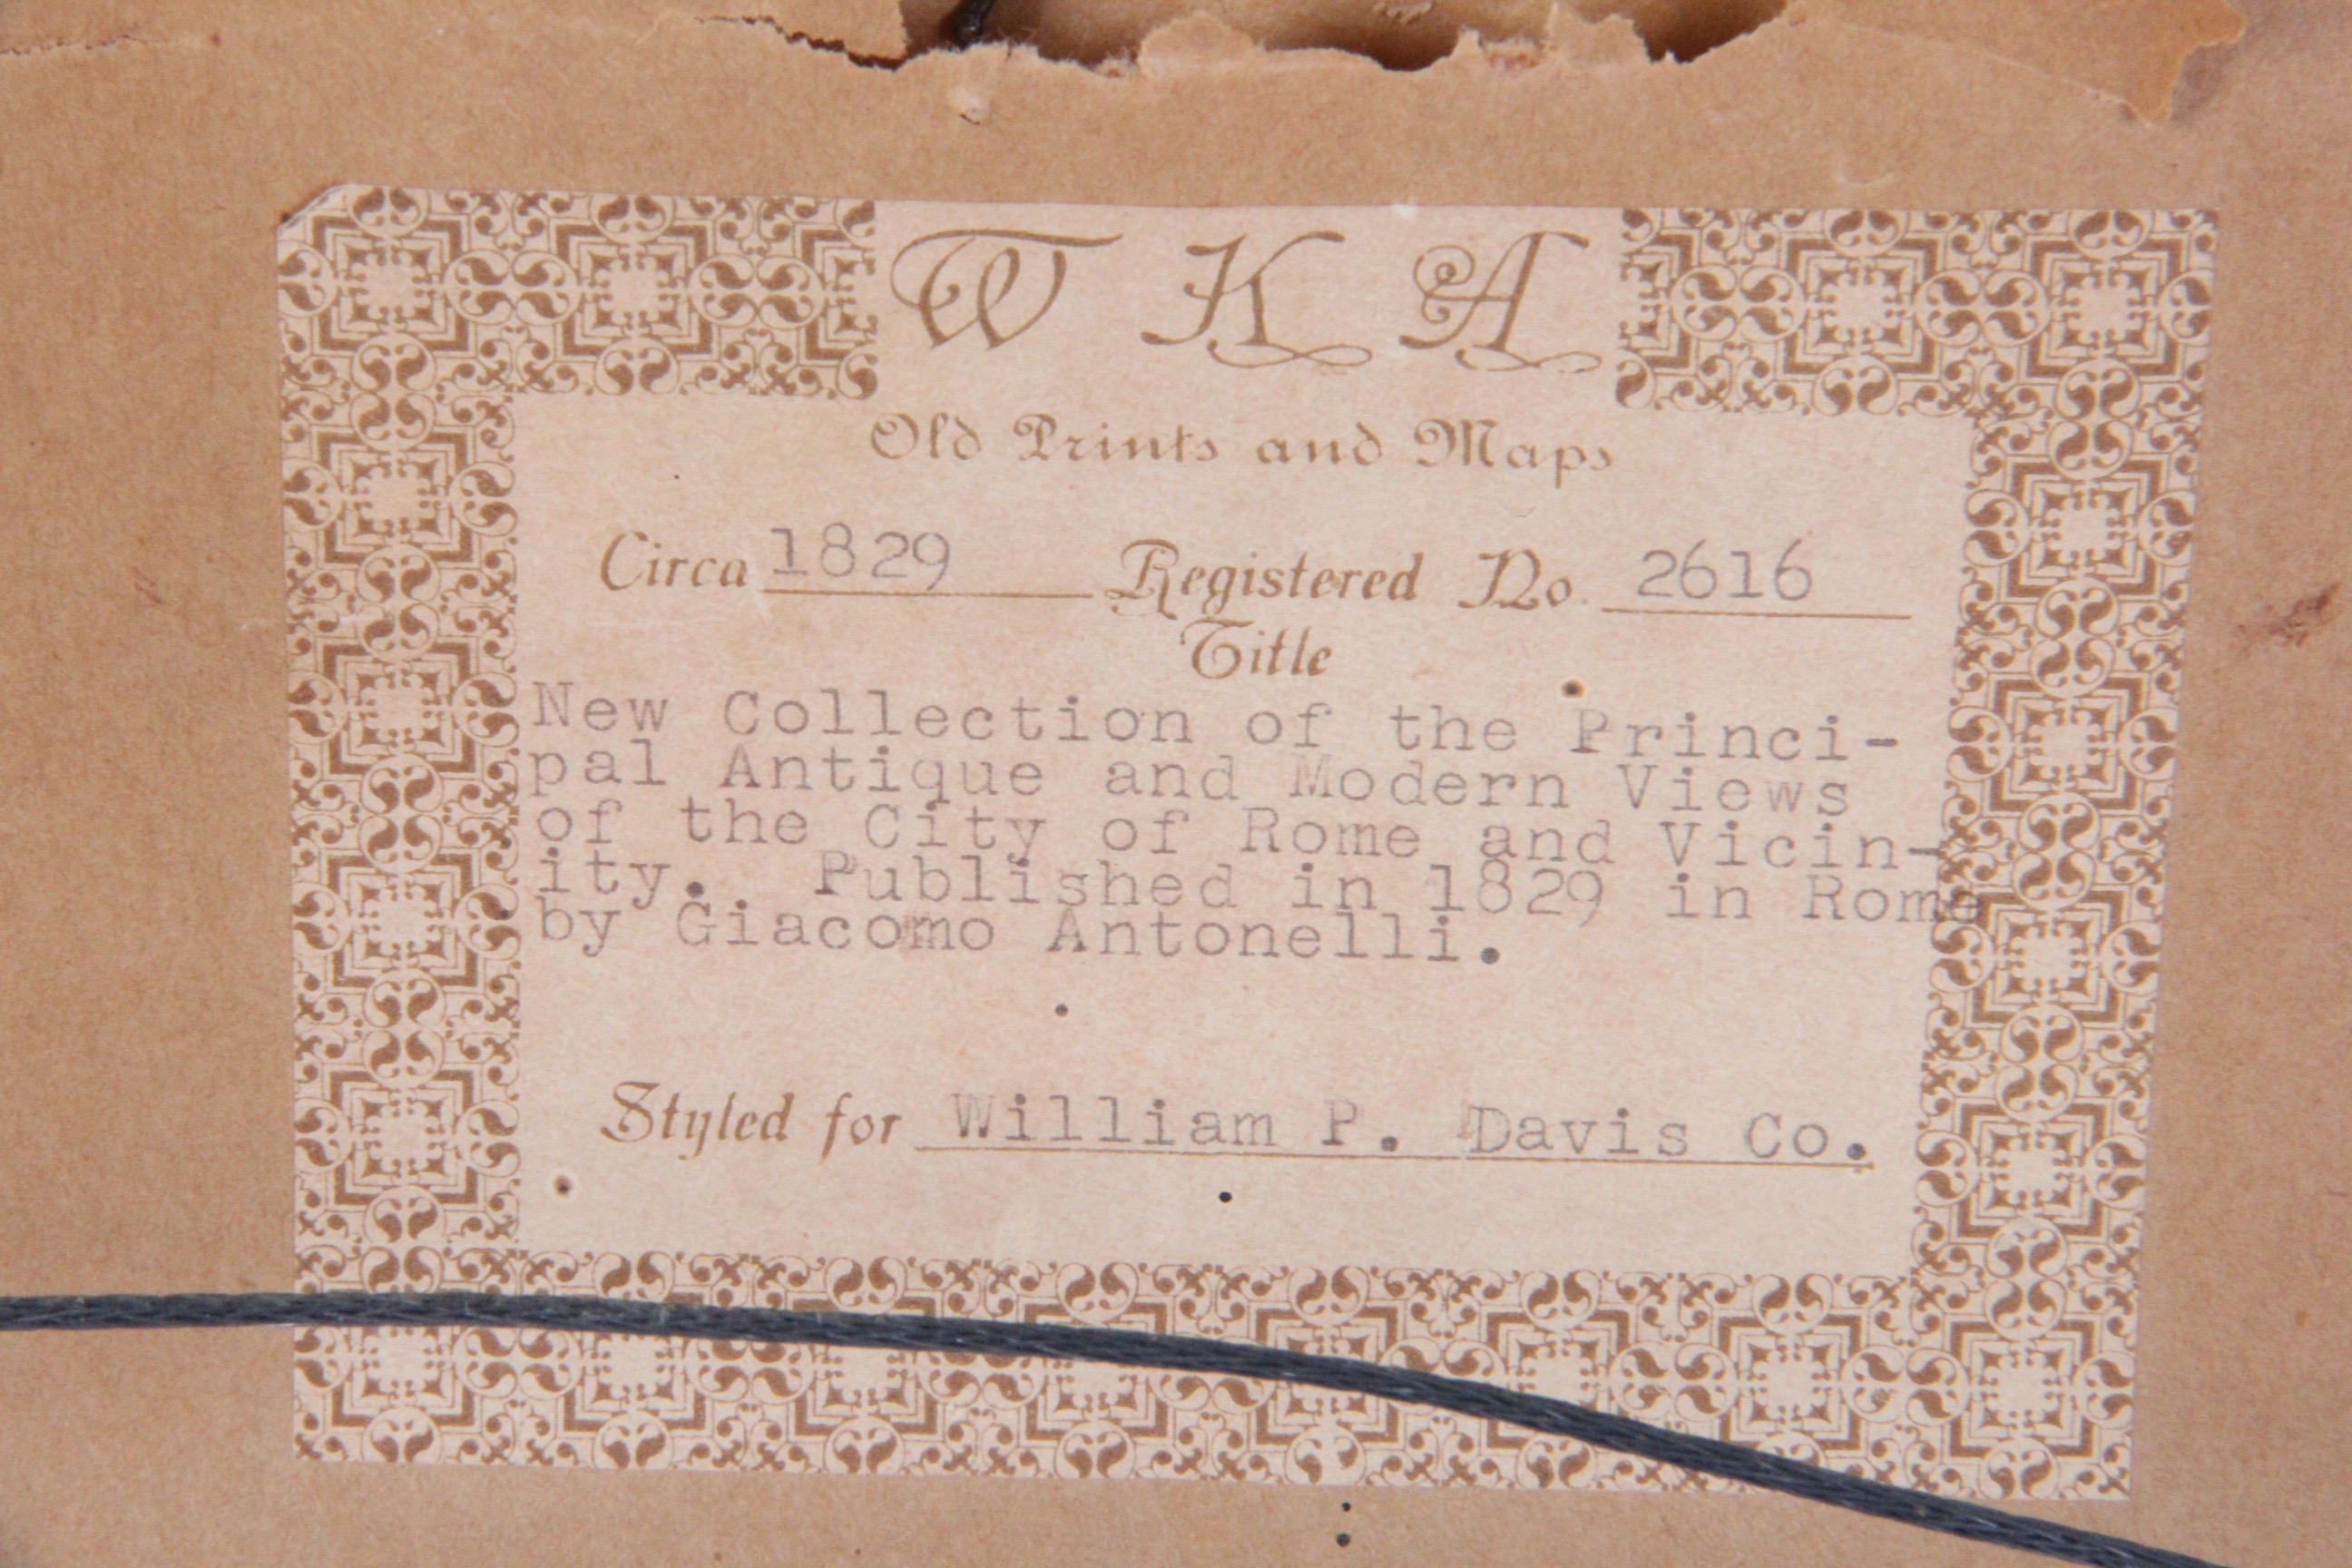 W K A
Old Prints and Maps
Circa 1829 Registered No. 2616
Title
New Collection of the Princi-
pal Antique and Modern Views
of the City of Rome and Vicin-
ity. Published in 1829 in Rome
by Giacomo Antonelli.
Styled for William P. Davis Co.